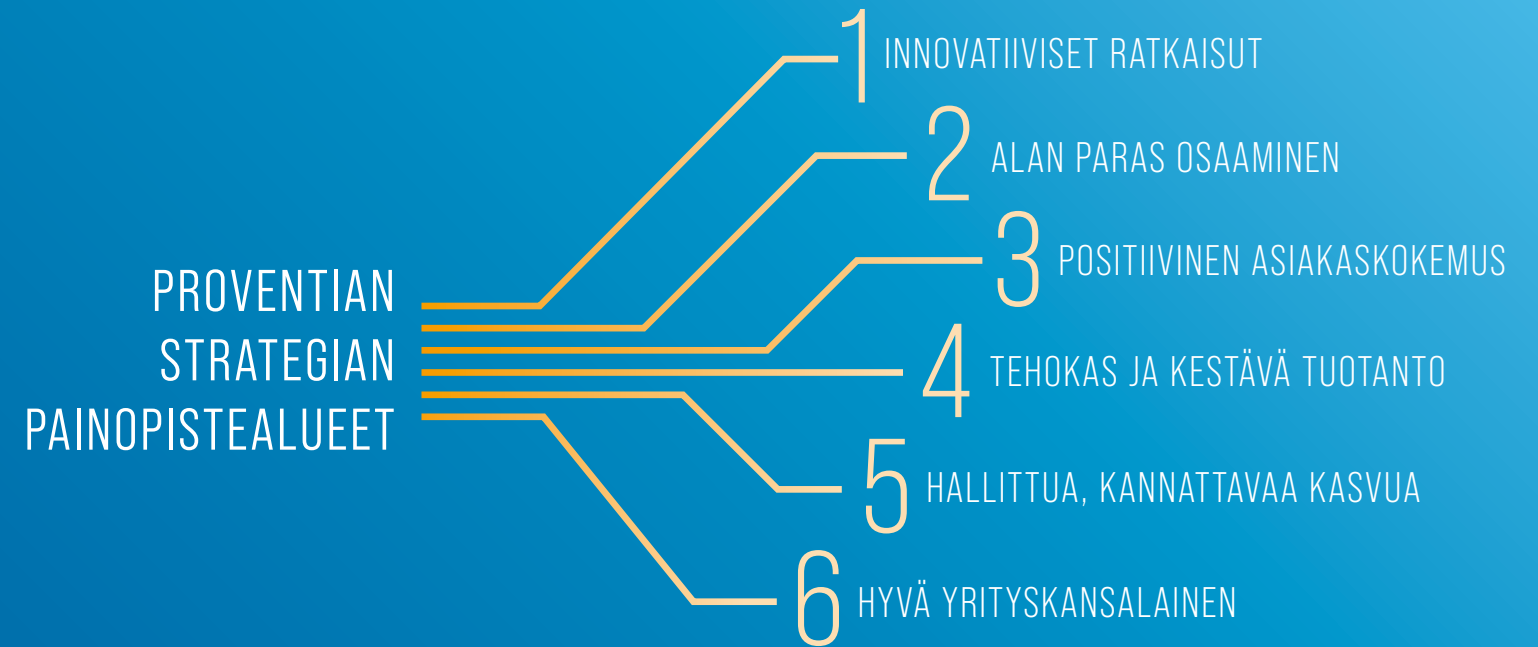 PROVENTIAN
STRATEGIAN
PAINOPISTEALUEET
1 INNOVATIIVISET RATKAISUT
2 ALAN PARAS OSAAMINEN
3 POSITIIVINEN ASIAKASKOKEMUS
4 TEHOKAS JA KESTÄVÄ TUOTANTO
5 HALLITTUA, KANNATTAVAA KASVUA
6 HYVÄ YRITYSKANSALAINEN